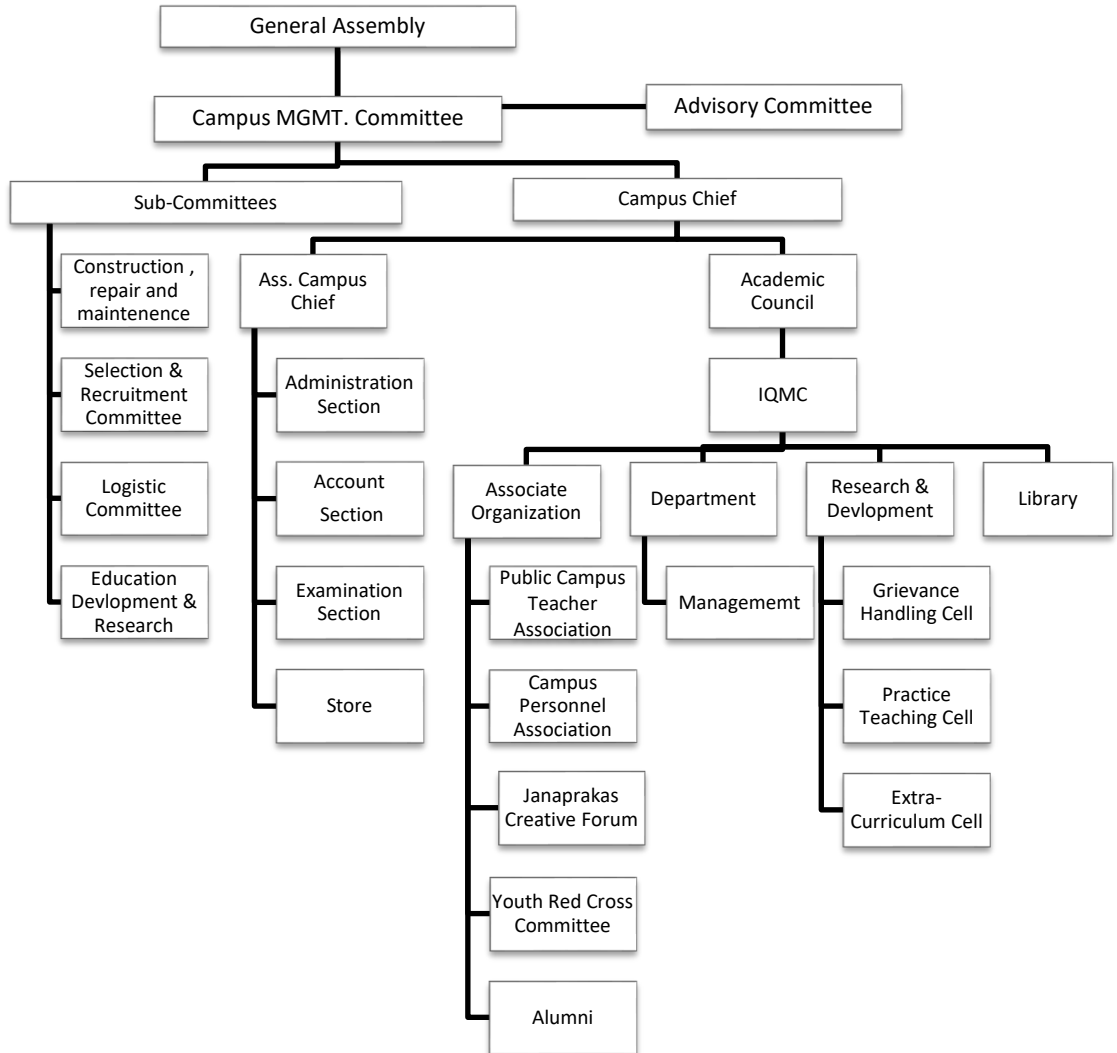 General Assembly
Campus MGMT. Committee
Advisory Committee
Sub-Committees
Campus Chief
Construction ,
repair and
maintenence
Ass. Campus
Chief
Academic
Council
Selection &
Recruitment
Committee
Administration
Section
IQMC
Logistic
Committee
Account
Section
Associate
Organization
Department
Research &
Devlopment
Library
Education
Devlopment &
Research
Examination
Section
Public Campus
Teacher
Association
Managememt
Grievance
Handling Cell
Store
Campus
Personnel
Association
Practice
Teaching Cell
Janaprakas
Creative Forum
Extra-
Curriculum Cell
Youth Red Cross
Committee
Alumni